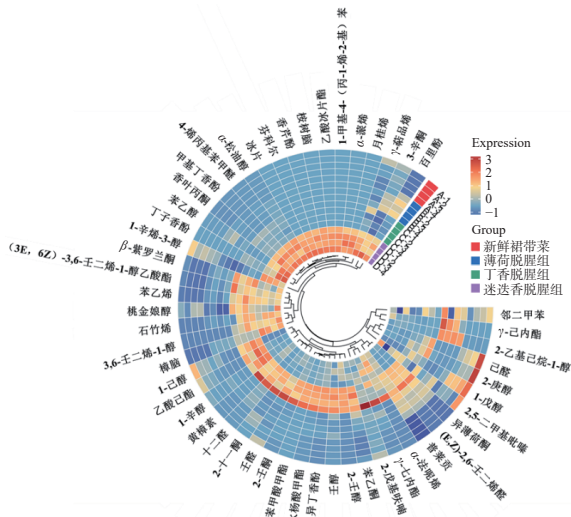 1-甲基-4-（丙-1-烯-2-基）苯
α-蒎烯
月桂烯
γ-萜品烯
3-辛酮
百里酚
乙酸冰片酯
桉树脑
香芹酚
芬科尔
冰片
α-松油醇
4-烯丙基苯甲醚
甲基丁香酚
香叶丙酮
苯乙醇
丁子香酚
1-辛烯-3-醇
β-紫罗兰酮
（3E，6Z）-3,6-壬二烯-1-醇乙酸酯
苯乙烯
桃金娘醇
石竹烯
3,6-壬二烯-1-醇
樟脑
1-己醇
乙酸己酯
1-辛醇
黄樟素
十二醛
2-十一酮
壬醛
2-壬酮
苯甲酸甲酯
水杨酸甲酯
异丁香酚
壬醇
2-壬醇
苯乙酮
2-戊基呋喃
γ-七内酯
α-法呢烯
普莱贡
(E,Z)-2,6-壬二烯醛
异薄荷酮
2,5-二甲基吡嗪
1-戊醇
2-庚醇
己醛
2-乙基己烷-1-醇
γ-己内酯
邻二甲苯
Expression
3
2
1
0
−1
Group
新鲜裙带菜
薄荷脱腥组
丁香脱腥组
迷迭香脱腥组